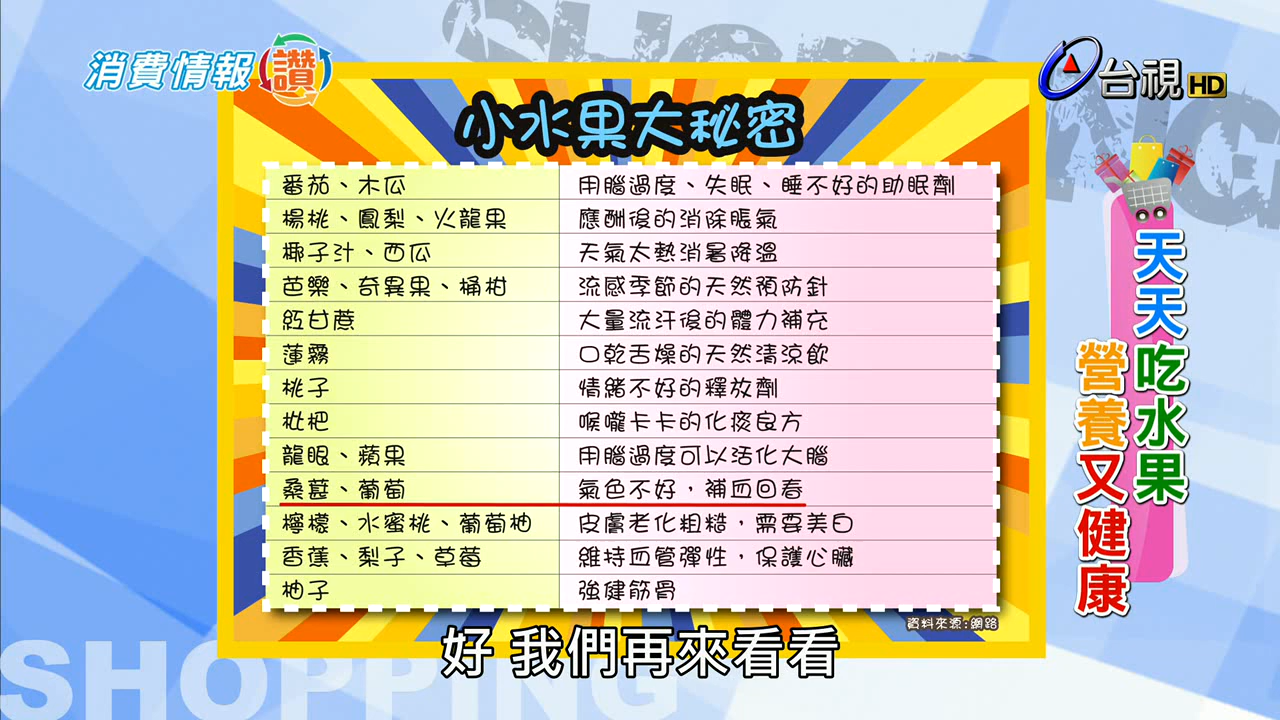 消費情報讚
台視HD
SHOPPING
小水果大秘密
番茄、木瓜 用腦過度、失眠、睡不好的助眠劑
楊桃、鳳梨、火龍果 應酬後的消除脹氣
椰子汁、西瓜 天氣太熱消暑降溫
芭樂、奇異果、桶柑 流感季節的天然預防針
紅甘蔗 大量流汗後的體力補充
蓮霧 口乾舌燥的天然清涼飲
桃子 情緒不好的釋放劑
枇杷 喉嚨卡卡的化痰良方
龍眼、蘋果 用腦過度可以活化大腦
桑葚、葡萄 氣色不好，補血回春
檸檬、水蜜桃、葡萄柚 皮膚老化粗糙，需要美白
香蕉、梨子、草莓 維持血管彈性，保護心臟
柚子 強健筋骨
資料來源:網路
天天吃水果
營養又健康
好 我們再來看看
SHOPPING